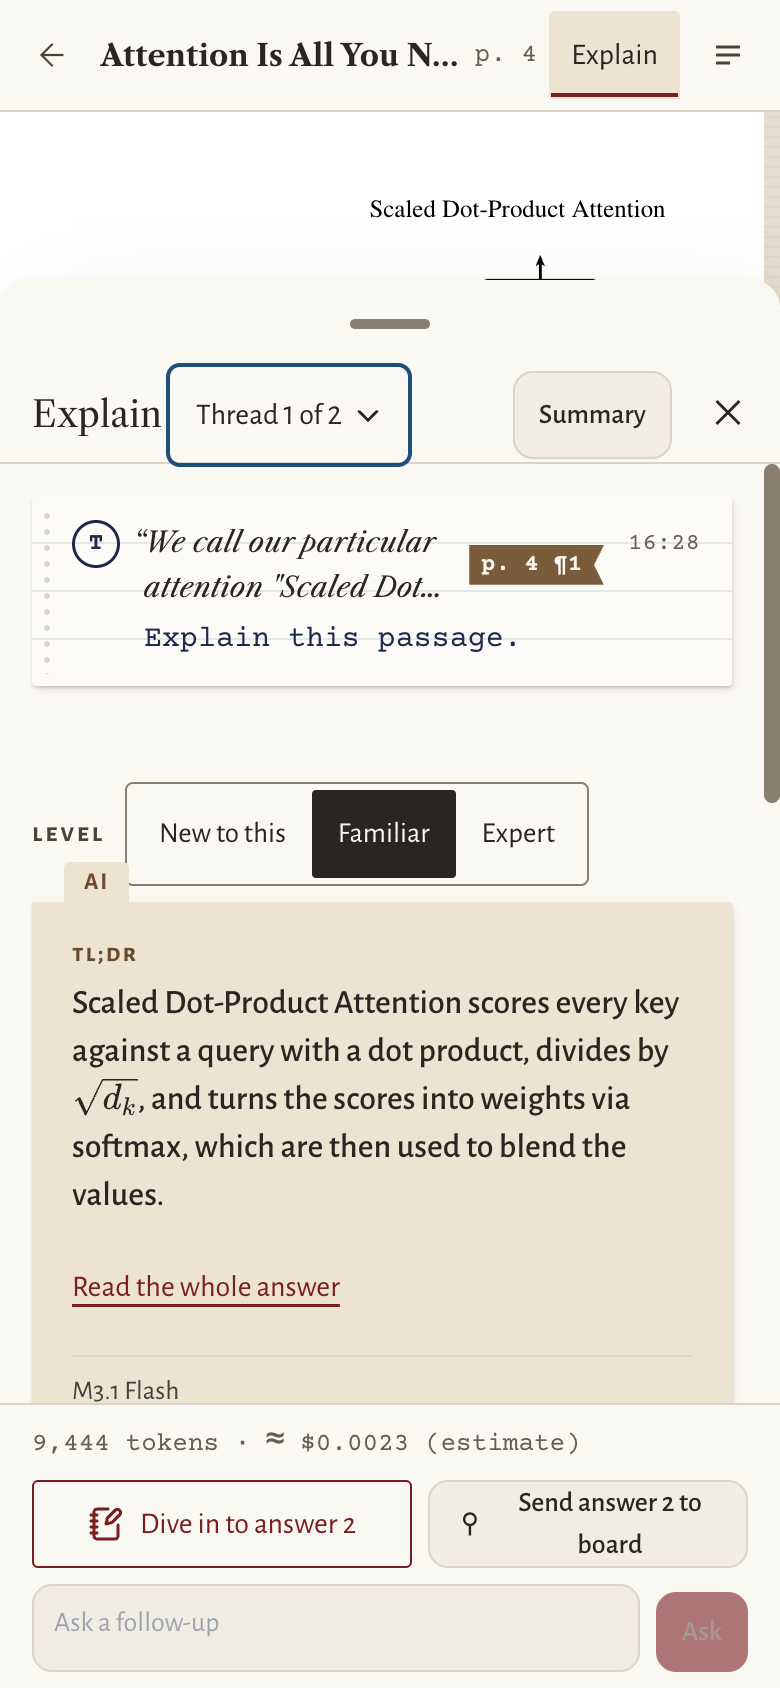 Attention Is All You N... p. 4 Explain
Scaled Dot-Product Attention
Explain Thread 1 of 2 Summary
T “We call our particular 16:28
attention "Scaled Dot... p. 4 ¶1
Explain this passage.
LEVEL New to this Familiar Expert
AI
TL;DR
Scaled Dot-Product Attention scores every key
against a query with a dot product, divides by
√d_k, and turns the scores into weights via
softmax, which are then used to blend the
values.
Read the whole answer
M3.1 Flash
9,444 tokens · ≈ $0.0023 (estimate)
Dive in to answer 2
Send answer 2 to
board
Ask a follow-up Ask